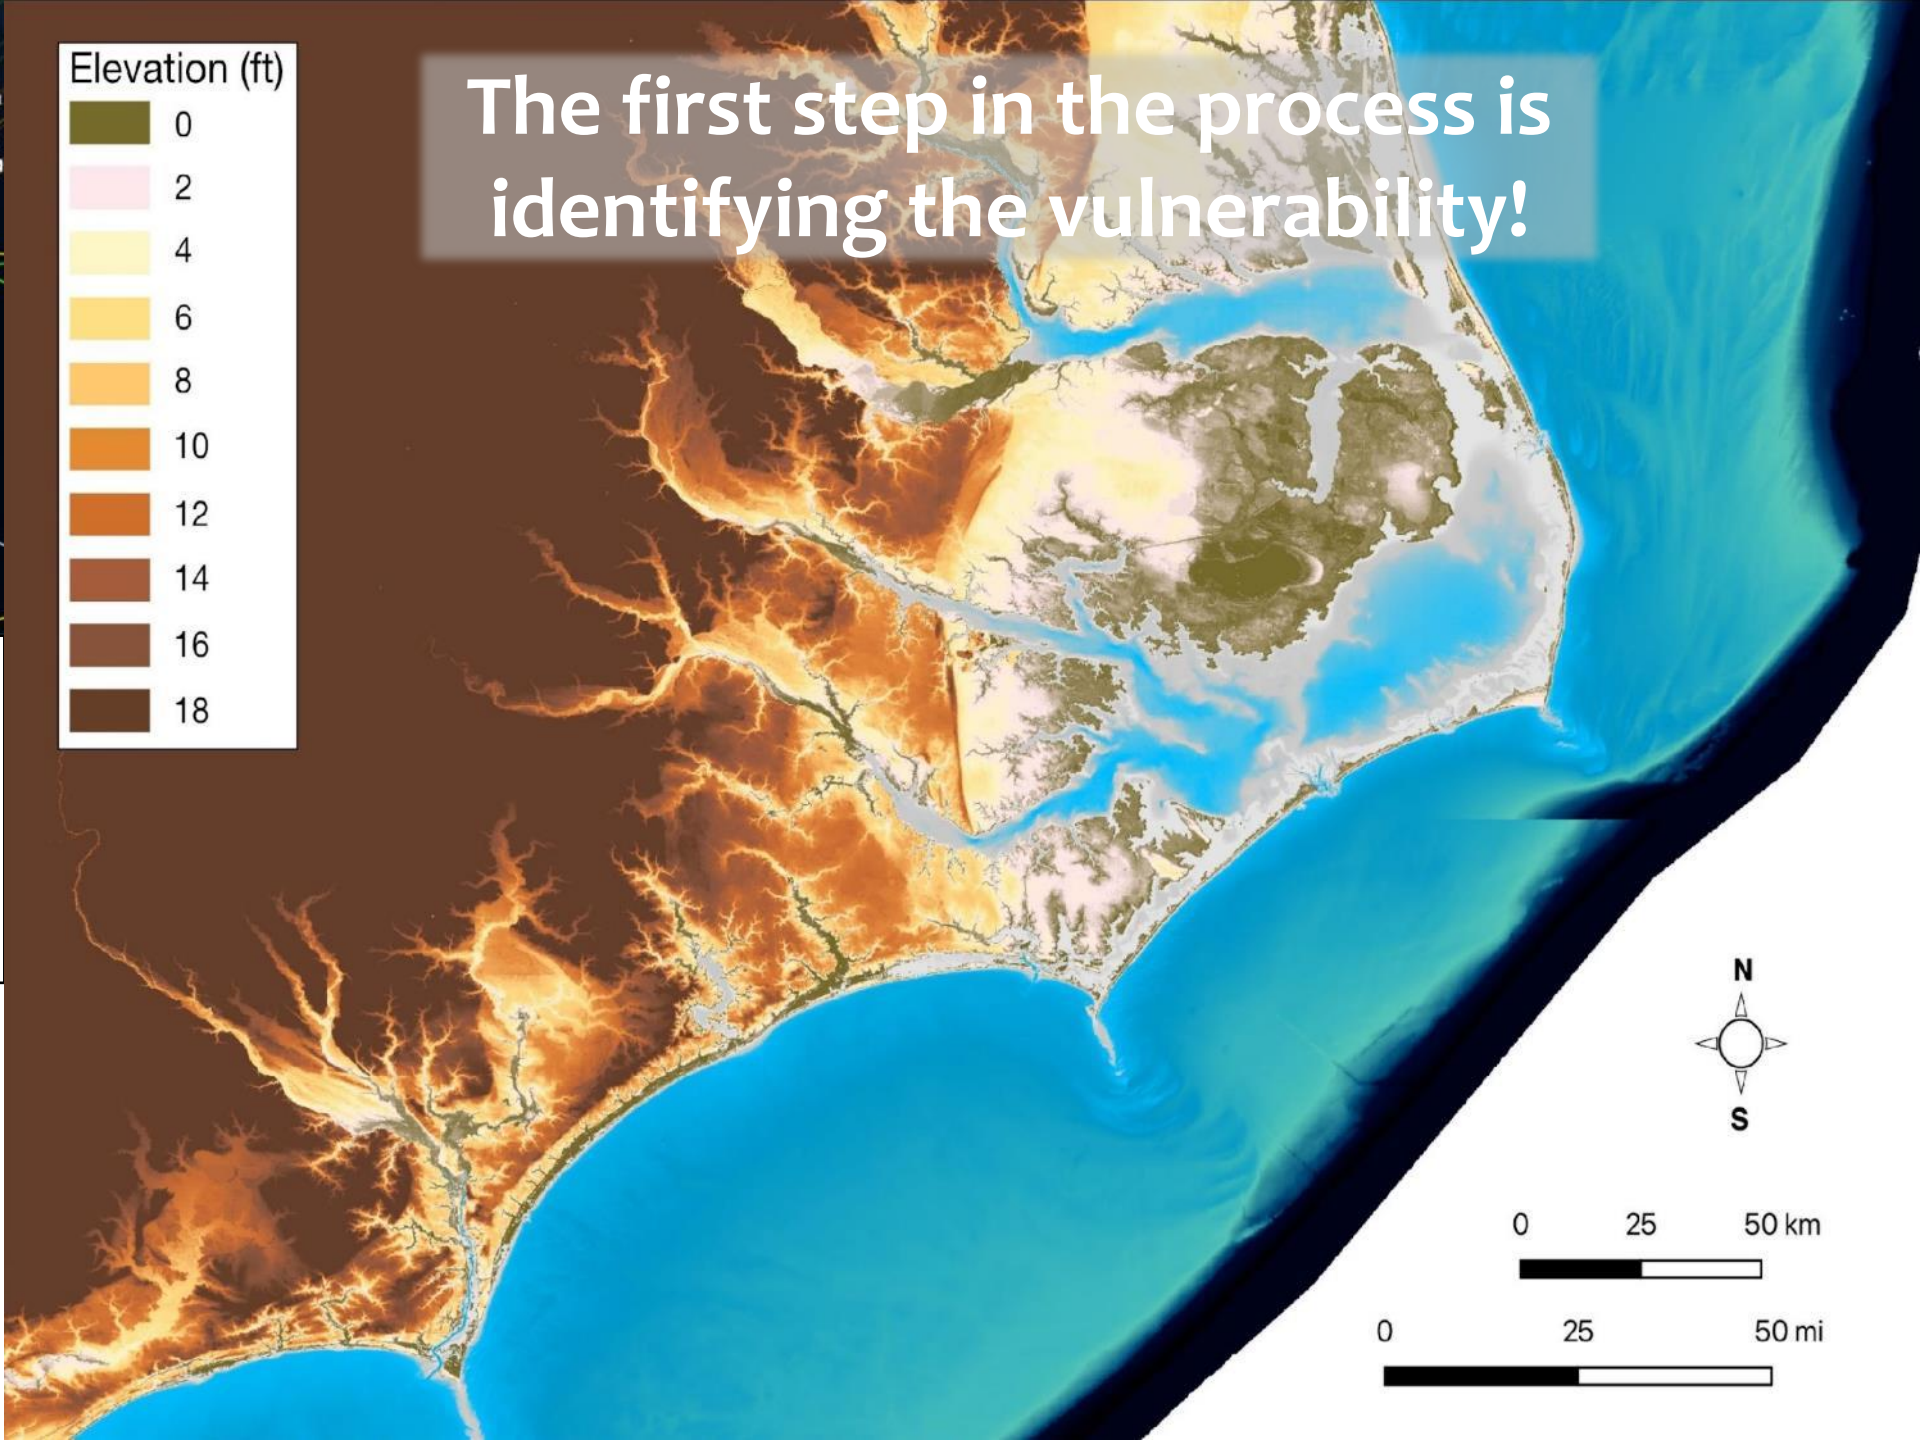 The first step in the process is
identifying the vulnerability!
Elevation (ft)
0
2
4
6
8
10
12
14
16
18
N
S
0 25 50 km
0 25 50 mi